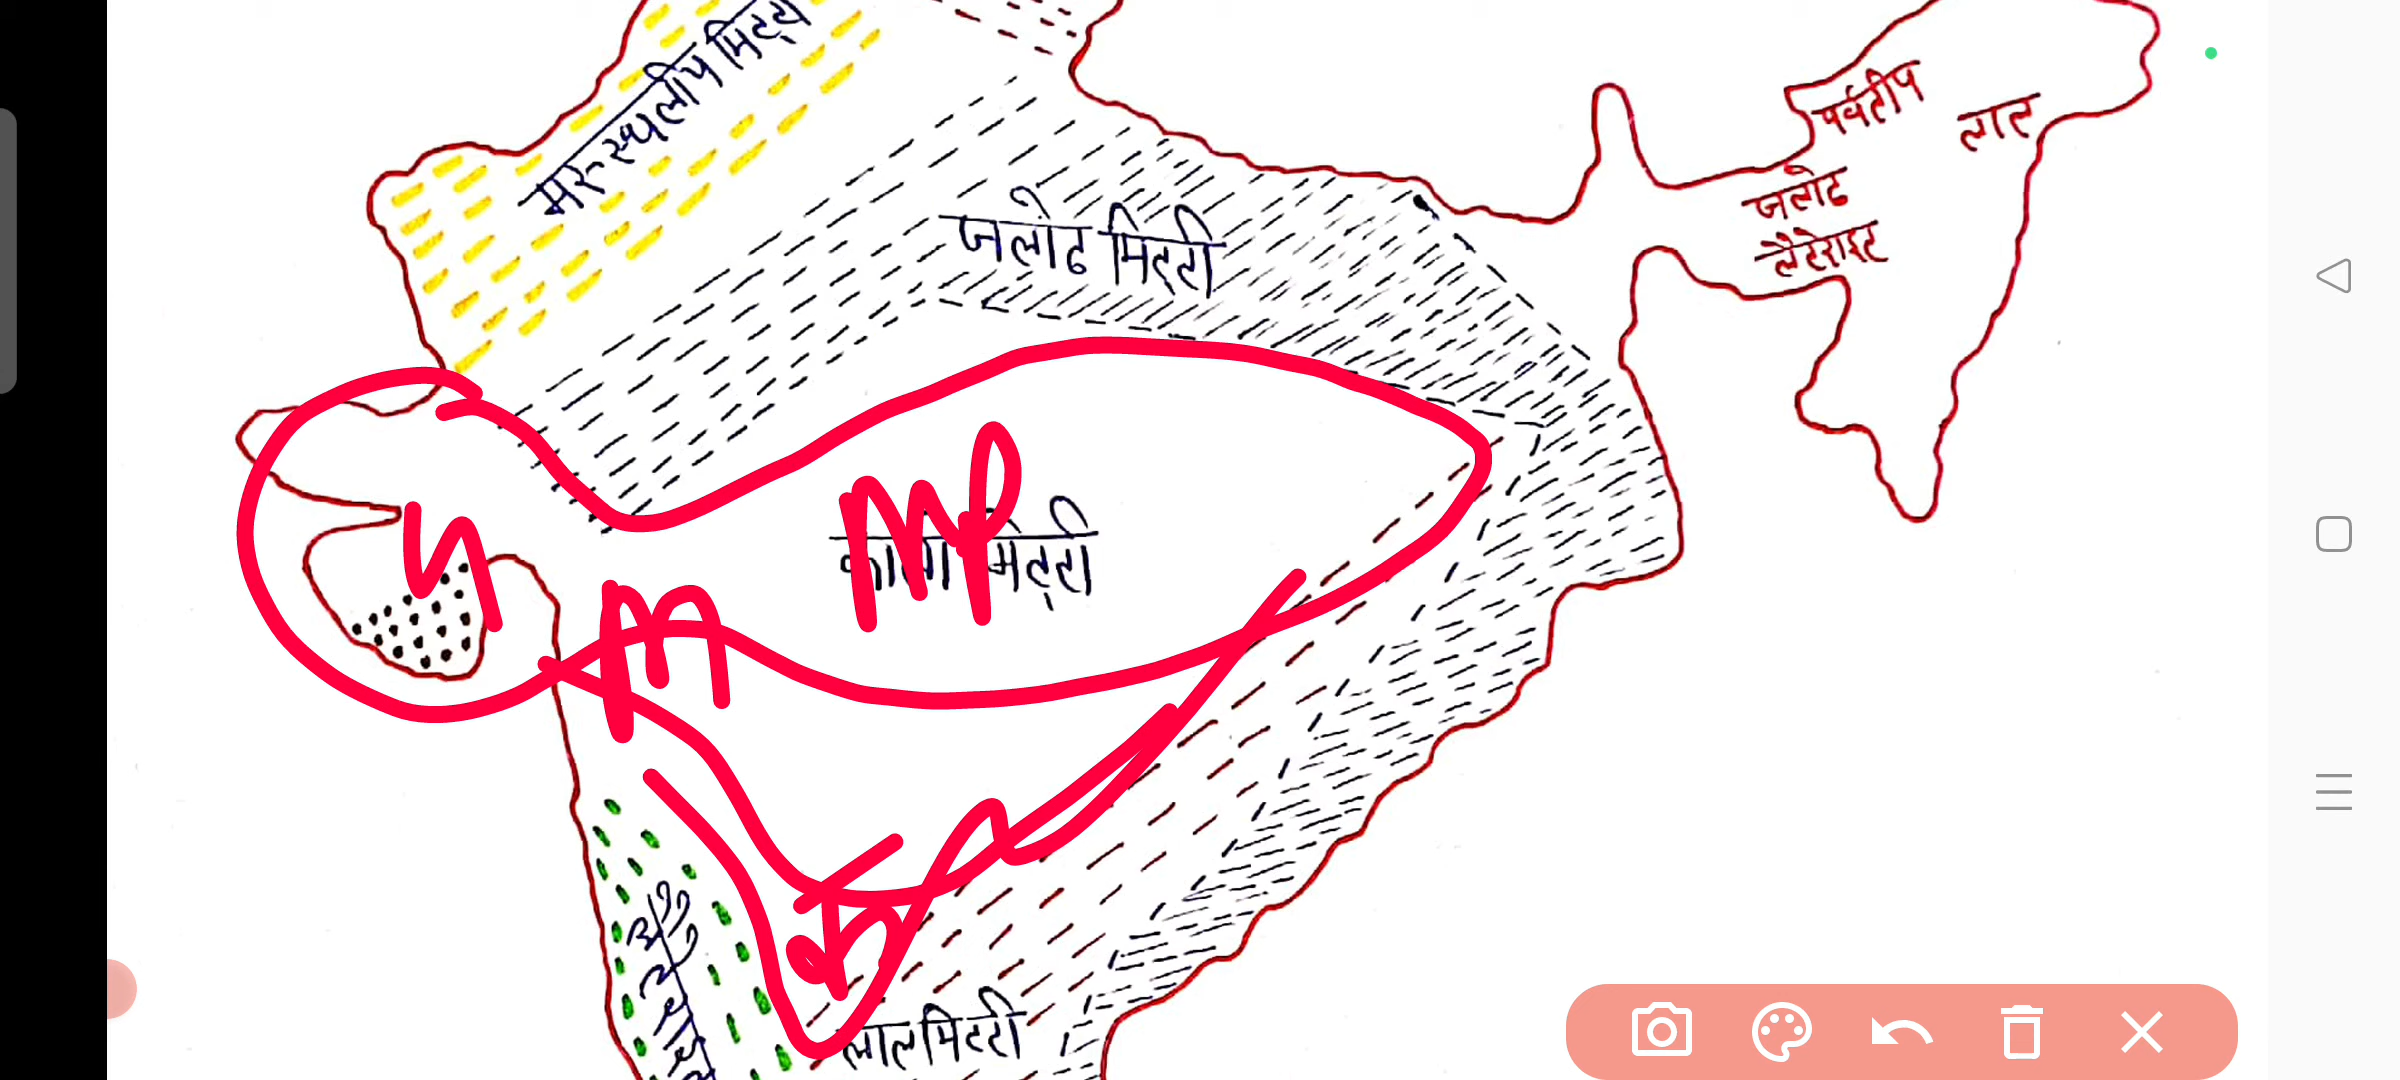 मरुस्थलीय मिट्टी
जलोढ मिट्टी
पर्वतीय
लाल
जलोढ
लैटेराइट
MP
काली मिट्टी
M
लाल मिट्टी